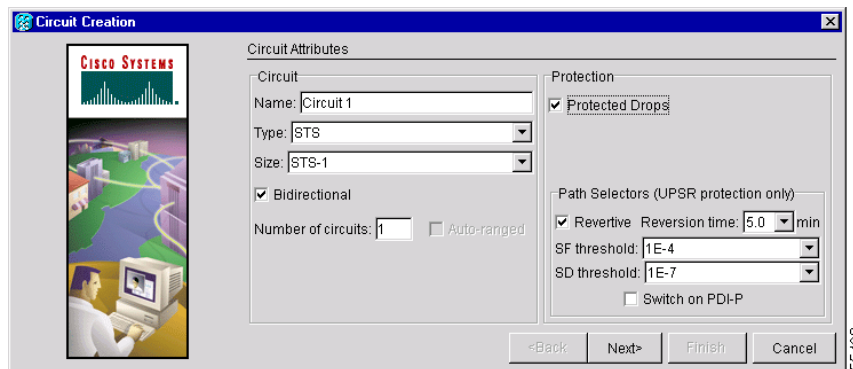 Circuit Creation
CISCO SYSTEMS
Circuit Attributes
Circuit
Name: Circuit 1
Type: STS
Size: STS-1
Bidirectional
Number of circuits: 1 Auto-ranged
Protection
Protected Drops
Path Selectors (UPSR protection only)
Revertive Reversion time: 5.0 min
SF threshold: 1E-4
SD threshold: 1E-7
Switch on PDI-P
<Back Next> Finish Cancel